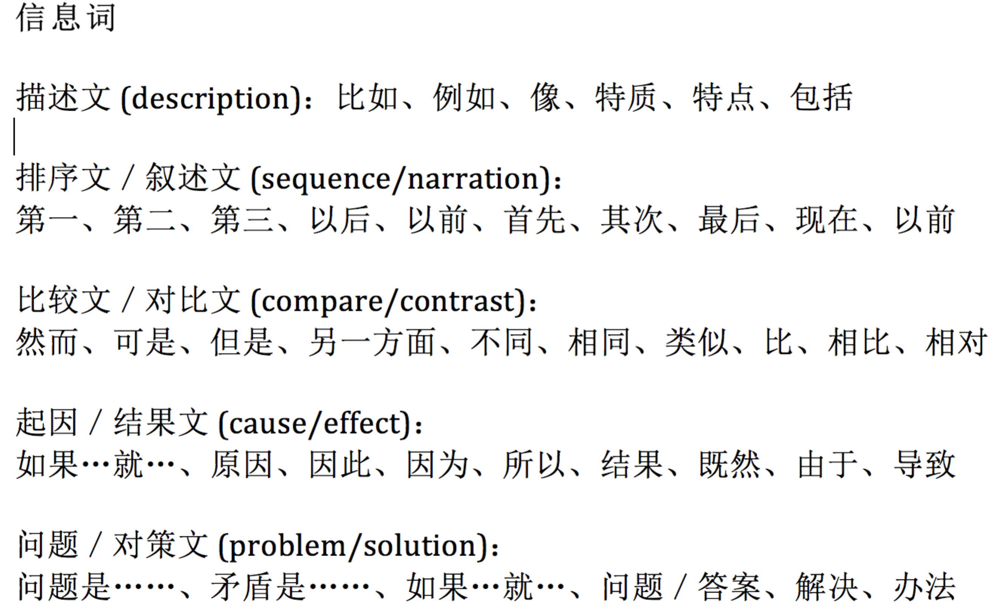 信息词
描述文 (description)：比如、例如、像、特质、特点、包括
排序文 / 叙述文 (sequence/narration)：
第一、第二、第三、以后、以前、首先、其次、最后、现在、以前
比较文 / 对比文 (compare/contrast)：
然而、可是、但是、另一方面、不同、相同、类似、比、相比、相对
起因 / 结果文 (cause/effect)：
如果…就…、原因、因此、因为、所以、结果、既然、由于、导致
问题 / 对策文 (problem/solution)：
问题是……、矛盾是……、如果…就…、问题 / 答案、解决、办法